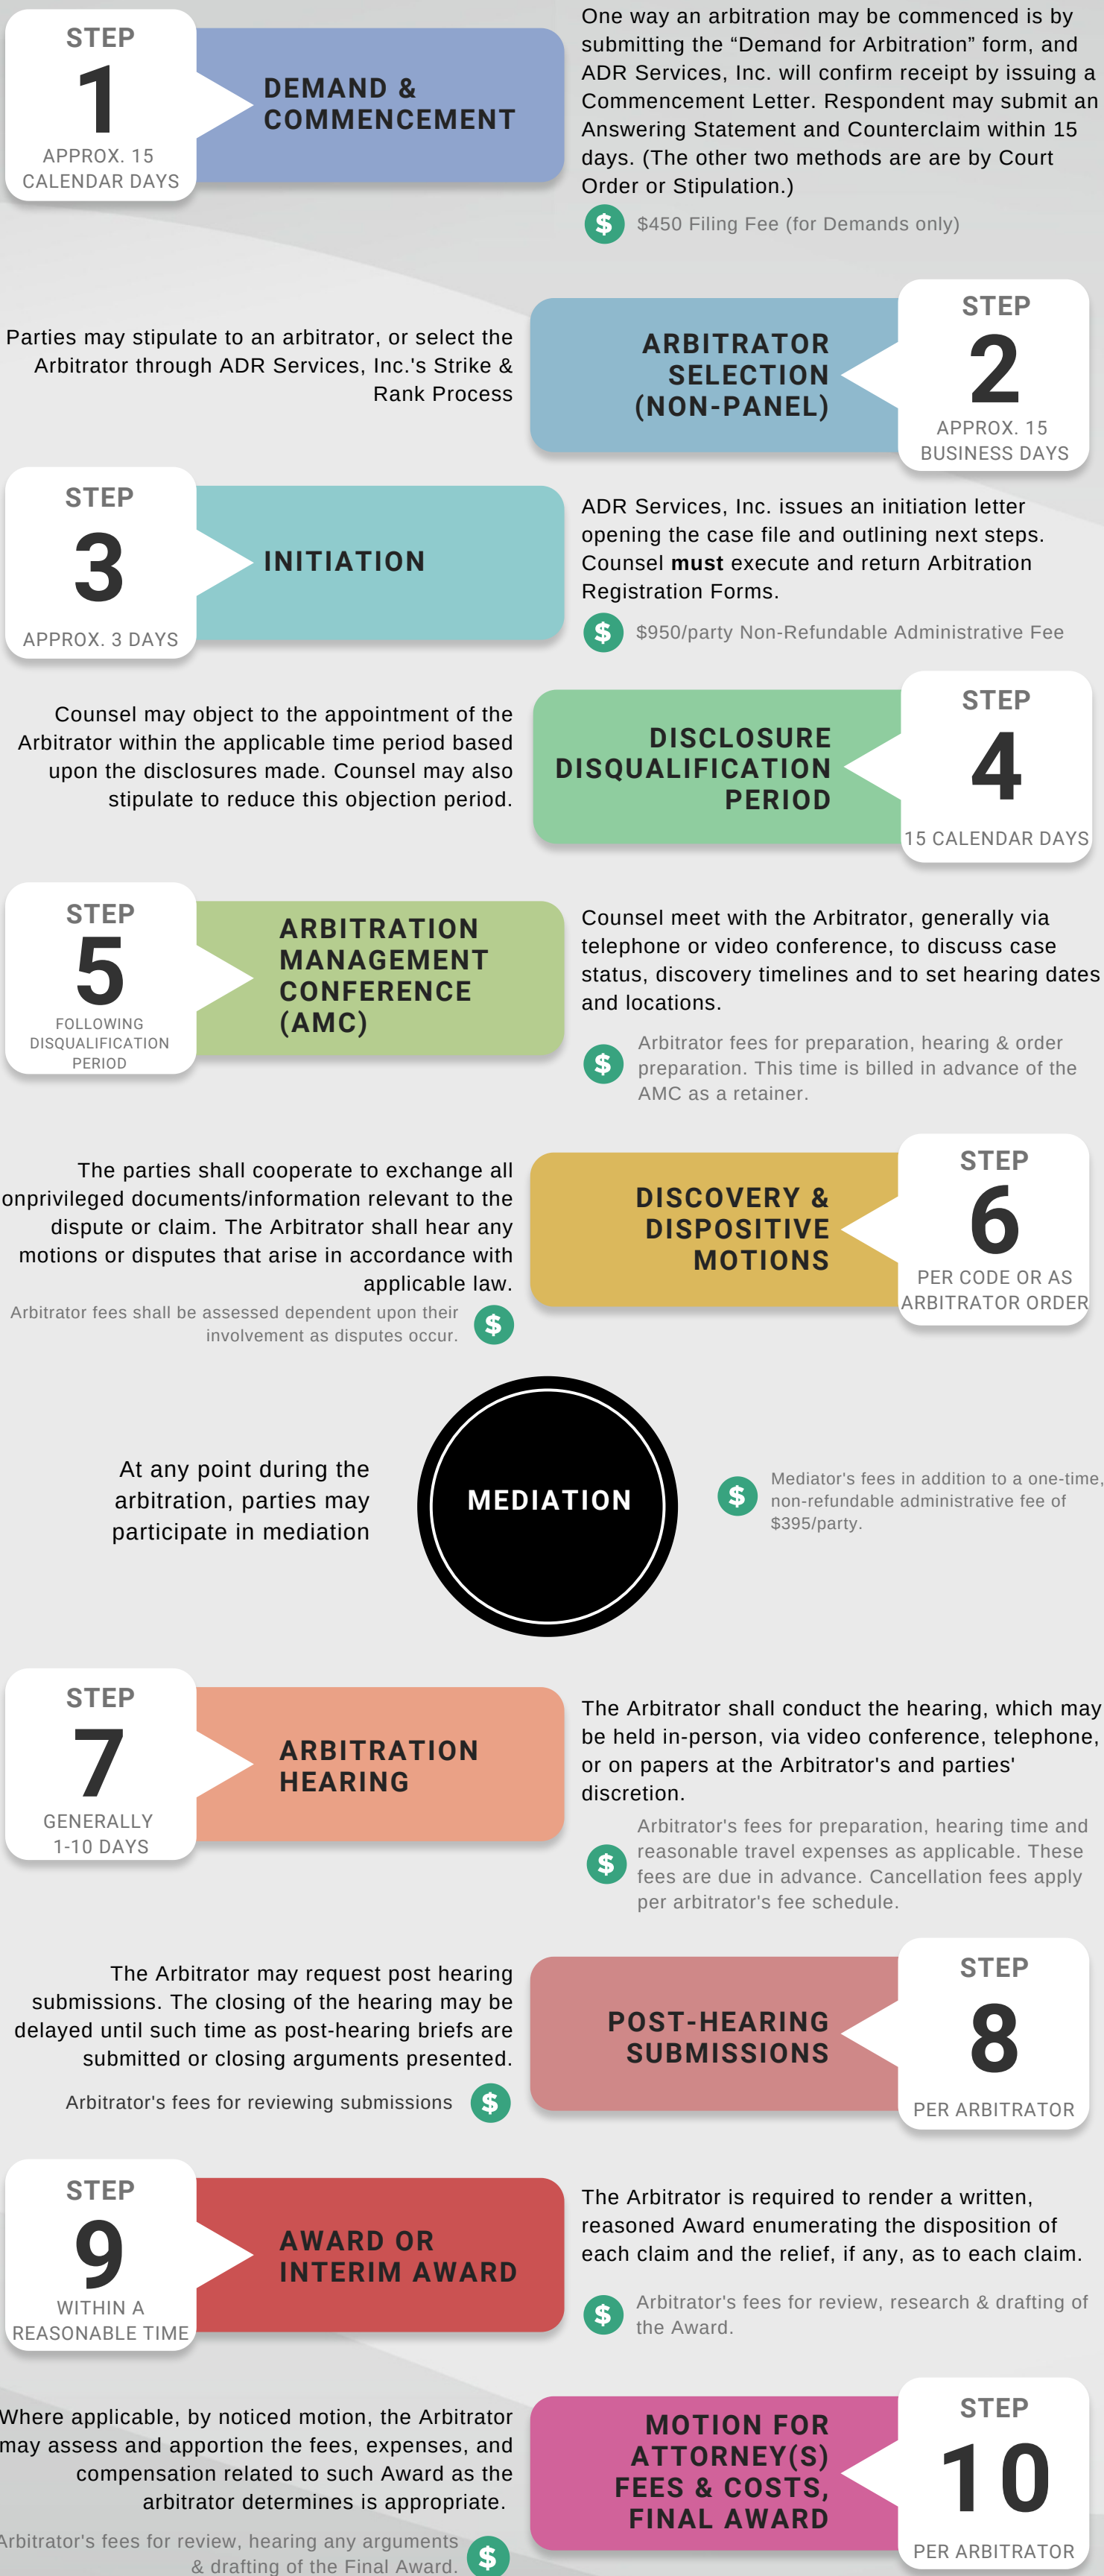 STEP
1
APPROX. 15
CALENDAR DAYS
DEMAND &
COMMENCEMENT
One way an arbitration may be commenced is by
submitting the “Demand for Arbitration” form, and
ADR Services, Inc. will confirm receipt by issuing a
Commencement Letter. Respondent may submit an
Answering Statement and Counterclaim within 15
days. (The other two methods are are by Court
Order or Stipulation.)
$ $450 Filing Fee (for Demands only)
Parties may stipulate to an arbitrator, or select the
Arbitrator through ADR Services, Inc.'s Strike &
Rank Process
ARBITRATOR
SELECTION
(NON-PANEL)
STEP
2
APPROX. 15
BUSINESS DAYS
STEP
3
APPROX. 3 DAYS
INITIATION
ADR Services, Inc. issues an initiation letter
opening the case file and outlining next steps.
Counsel must execute and return Arbitration
Registration Forms.
$ $950/party Non-Refundable Administrative Fee
Counsel may object to the appointment of the
Arbitrator within the applicable time period based
upon the disclosures made. Counsel may also
stipulate to reduce this objection period.
DISCLOSURE
DISQUALIFICATION
PERIOD
STEP
4
15 CALENDAR DAYS
STEP
5
FOLLOWING
DISQUALIFICATION
PERIOD
ARBITRATION
MANAGEMENT
CONFERENCE
(AMC)
Counsel meet with the Arbitrator, generally via
telephone or video conference, to discuss case
status, discovery timelines and to set hearing dates
and locations.
$ Arbitrator fees for preparation, hearing & order
preparation. This time is billed in advance of the
AMC as a retainer.
The parties shall cooperate to exchange all
onprivileged documents/information relevant to the
dispute or claim. The Arbitrator shall hear any
motions or disputes that arise in accordance with
applicable law.
Arbitrator fees shall be assessed dependent upon their
involvement as disputes occur. $
DISCOVERY &
DISPOSITIVE
MOTIONS
STEP
6
PER CODE OR AS
ARBITRATOR ORDER
At any point during the
arbitration, parties may
participate in mediation
MEDIATION
$ Mediator's fees in addition to a one-time,
non-refundable administrative fee of
$395/party.
STEP
7
GENERALLY
1-10 DAYS
ARBITRATION
HEARING
The Arbitrator shall conduct the hearing, which may
be held in-person, via video conference, telephone,
or on papers at the Arbitrator's and parties'
discretion.
$ Arbitrator's fees for preparation, hearing time and
reasonable travel expenses as applicable. These
fees are due in advance. Cancellation fees apply
per arbitrator's fee schedule.
The Arbitrator may request post hearing
submissions. The closing of the hearing may be
delayed until such time as post-hearing briefs are
submitted or closing arguments presented.
Arbitrator's fees for reviewing submissions $
POST-HEARING
SUBMISSIONS
STEP
8
PER ARBITRATOR
STEP
9
WITHIN A
REASONABLE TIME
AWARD OR
INTERIM AWARD
The Arbitrator is required to render a written,
reasoned Award enumerating the disposition of
each claim and the relief, if any, as to each claim.
$ Arbitrator's fees for review, research & drafting of
the Award.
Where applicable, by noticed motion, the Arbitrator
may assess and apportion the fees, expenses, and
compensation related to such Award as the
arbitrator determines is appropriate.
Arbitrator's fees for review, hearing any arguments
& drafting of the Final Award. $
MOTION FOR
ATTORNEY(S)
FEES & COSTS,
FINAL AWARD
STEP
10
PER ARBITRATOR